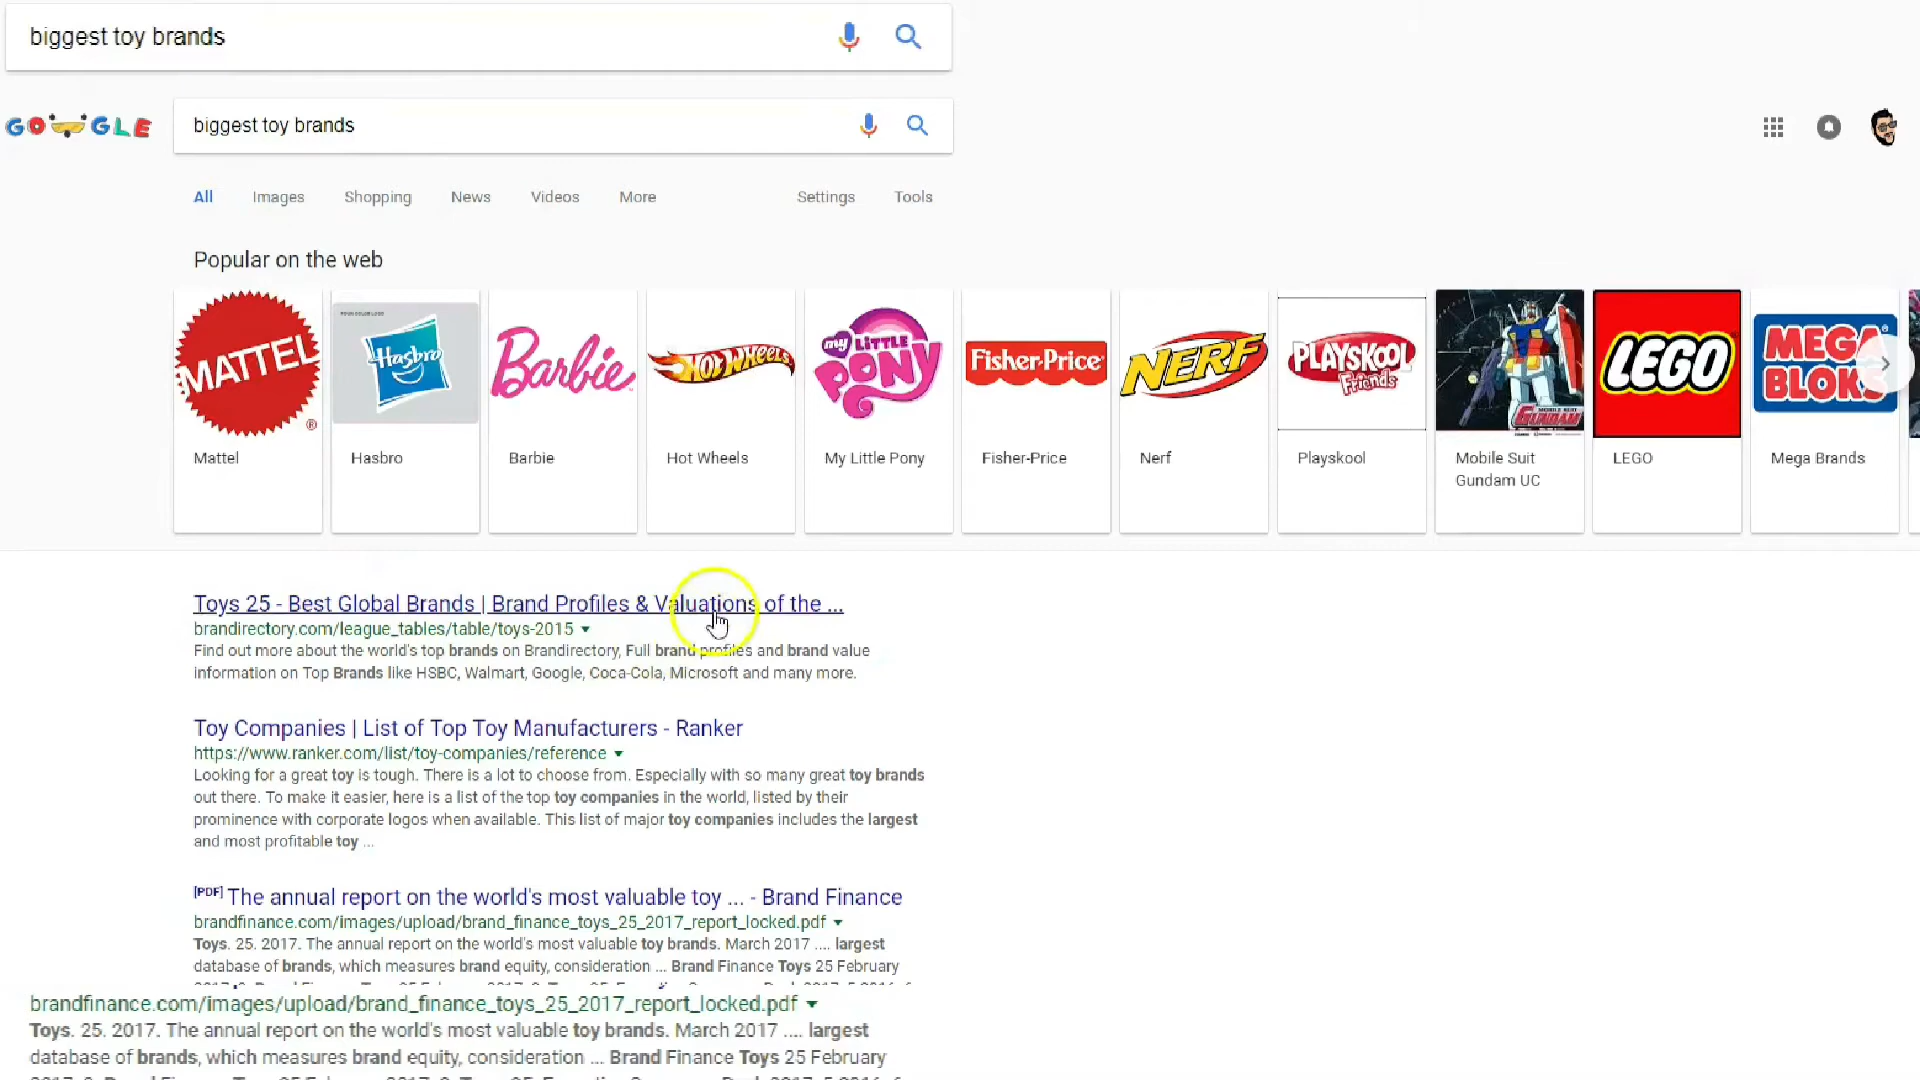 biggest toy brands
GOOGLE
biggest toy brands
All Images Shopping News Videos More Settings Tools
Popular on the web
MATTEL
®
Hasbro
Barbie
HOT WHEELS
my LITTLE
PONY
Fisher-Price
NERF
PLAYSKOOL
Friends
GUNDAM
LEGO
MEGA
BLOKS
Mattel
Hasbro
Barbie
Hot Wheels
My Little Pony
Fisher-Price
Nerf
Playskool
Mobile Suit
Gundam UC
LEGO
Mega Brands
Toys 25 - Best Global Brands | Brand Profiles & Valuations of the ...
brandirectory.com/league_tables/table/toys-2015
Find out more about the world's top brands on Brandirectory, Full brand profiles and brand value
information on Top Brands like HSBC, Walmart, Google, Coca-Cola, Microsoft and many more.
Toy Companies | List of Top Toy Manufacturers - Ranker
https://www.ranker.com/list/toy-companies/reference
Looking for a great toy is tough. There is a lot to choose from. Especially with so many great toy brands
out there. To make it easier, here is a list of the top toy companies in the world, listed by their
prominence with corporate logos when available. This list of major toy companies includes the largest
and most profitable toy ...
[PDF] The annual report on the world's most valuable toy ... - Brand Finance
brandfinance.com/images/upload/brand_finance_toys_25_2017_report_locked.pdf
Toys. 25. 2017. The annual report on the world's most valuable toy brands. March 2017 .... largest
database of brands, which measures brand equity, consideration ... Brand Finance Toys 25 February
brandfinance.com/images/upload/brand_finance_toys_25_2017_report_locked.pdf
Toys. 25. 2017. The annual report on the world's most valuable toy brands. March 2017 .... largest
database of brands, which measures brand equity, consideration ... Brand Finance Toys 25 February